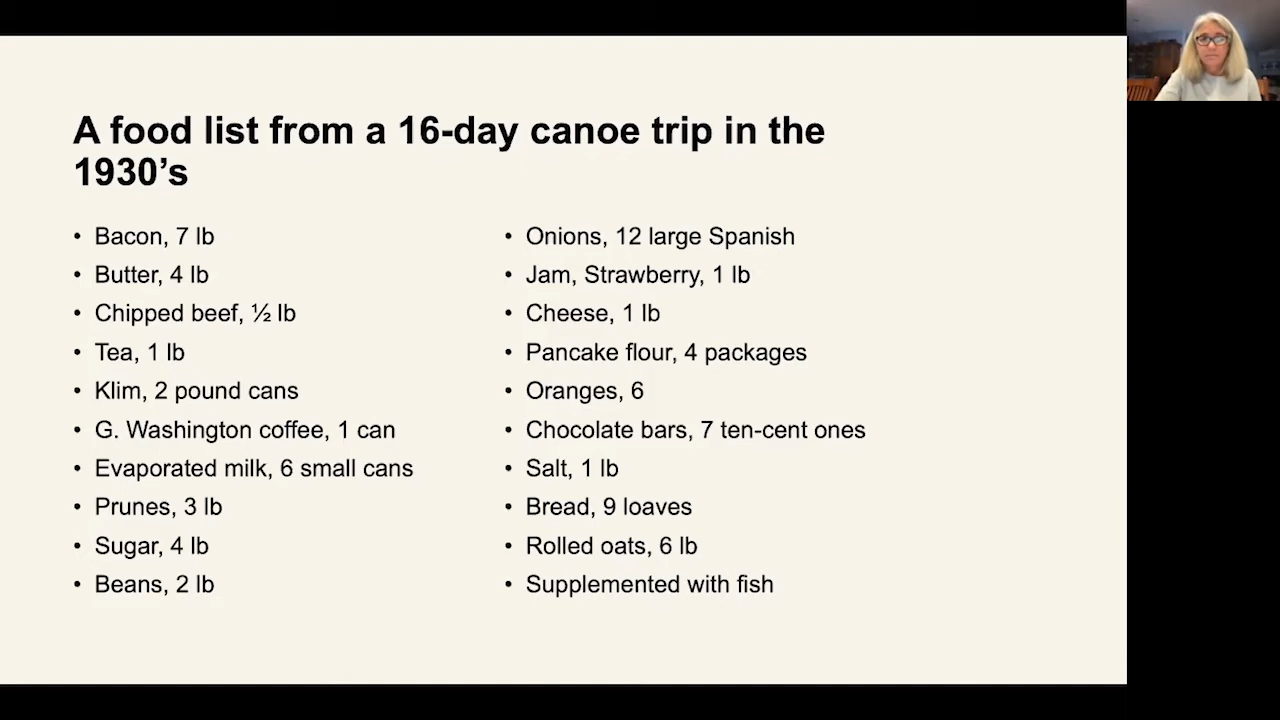 A food list from a 16-day canoe trip in the
1930’s
• Bacon, 7 lb
• Butter, 4 lb
• Chipped beef, ½ lb
• Tea, 1 lb
• Klim, 2 pound cans
• G. Washington coffee, 1 can
• Evaporated milk, 6 small cans
• Prunes, 3 lb
• Sugar, 4 lb
• Beans, 2 lb
• Onions, 12 large Spanish
• Jam, Strawberry, 1 lb
• Cheese, 1 lb
• Pancake flour, 4 packages
• Oranges, 6
• Chocolate bars, 7 ten-cent ones
• Salt, 1 lb
• Bread, 9 loaves
• Rolled oats, 6 lb
• Supplemented with fish